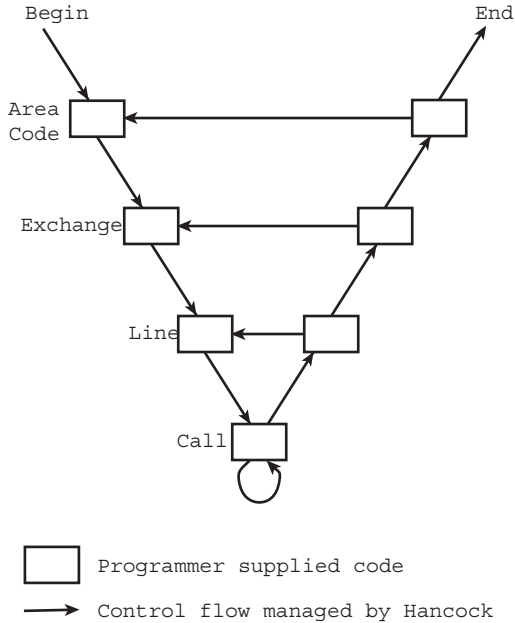 Begin
End
Area
Code
Exchange
Line
Call
Programmer supplied code
Control flow managed by Hancock